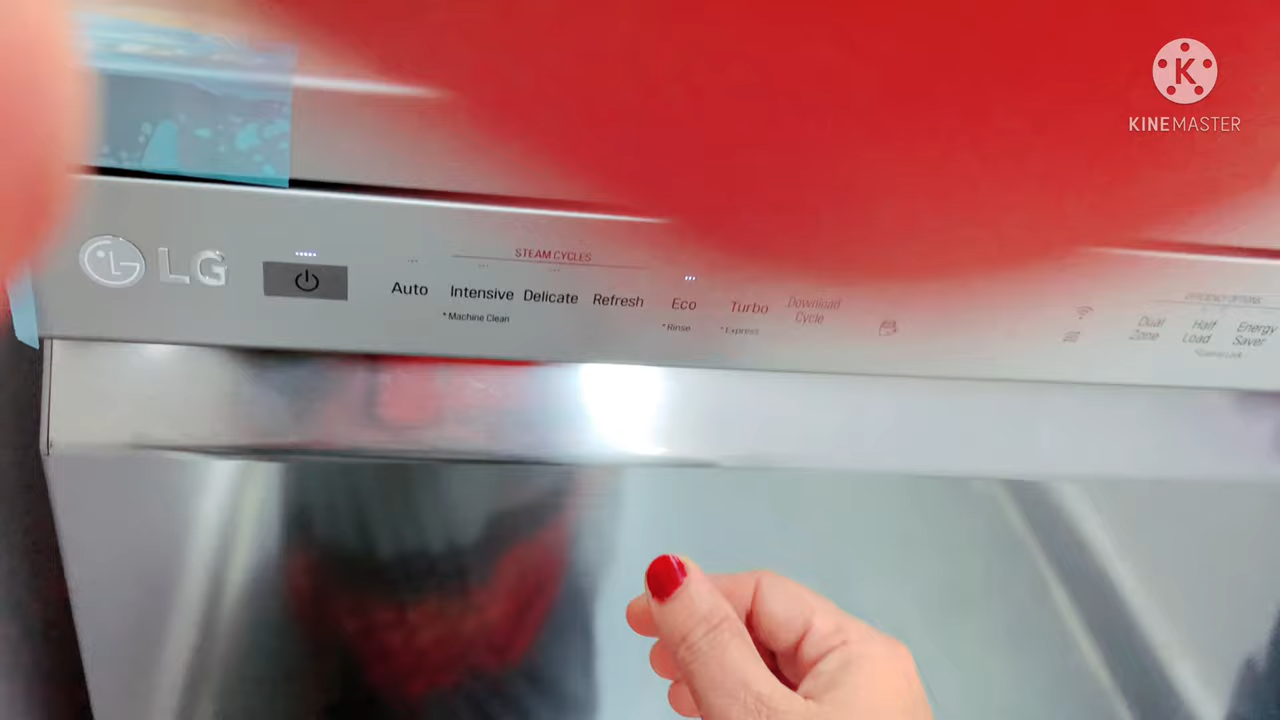 K
KINEMASTER
LG
STEAM CYCLES
Auto Intensive Delicate Refresh Eco Turbo Download Cycle
* Machine Clean * Rinse * Express
Dual Zone Half Load Energy Saver